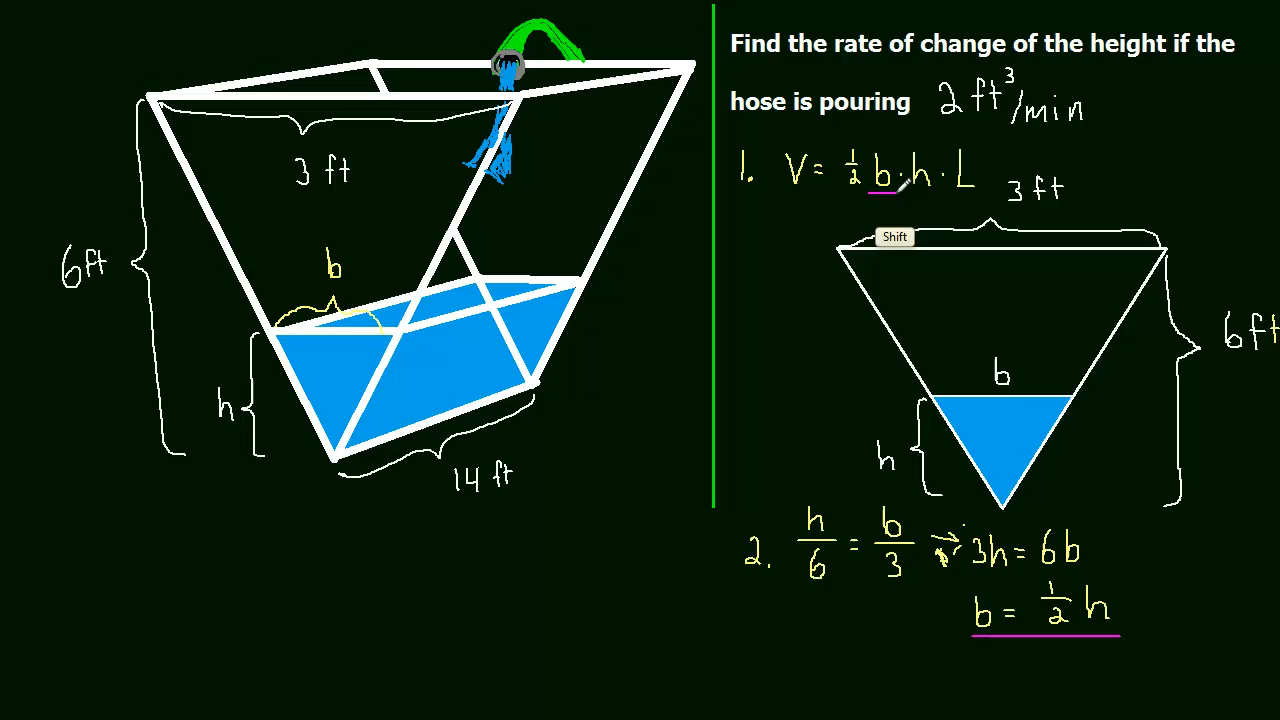 3 ft
6ft
b
h
14 ft
Find the rate of change of the height if the
hose is pouring 2 ft³/min
1. V = ½ b · h · L
Shift
3 ft
6ft
b
h
2. h/6 = b/3 → 3h = 6b
b = ½ h